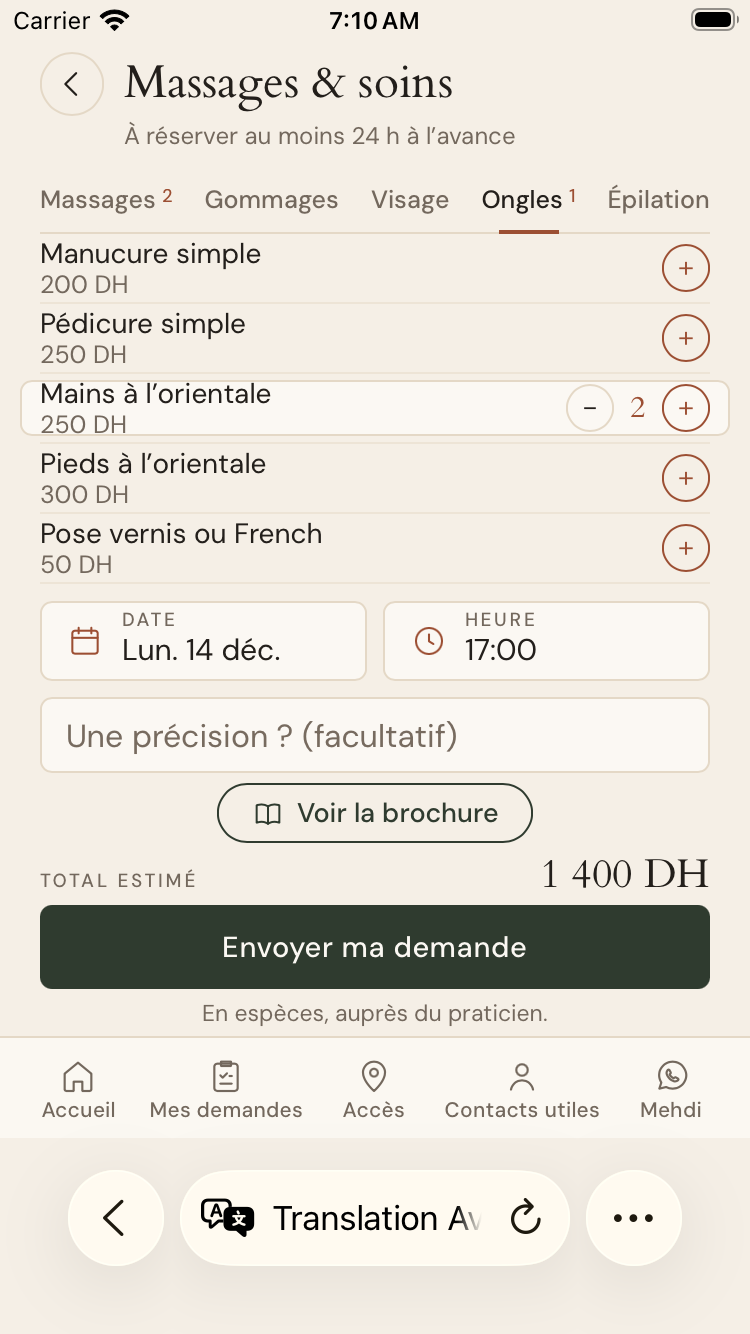 Carrier 7:10 AM
Massages & soins
À réserver au moins 24 h à l’avance
Massages 2 Gommages Visage Ongles 1 Épilation
Manucure simple
200 DH
Pédicure simple
250 DH
Mains à l’orientale
250 DH
2
Pieds à l’orientale
300 DH
Pose vernis ou French
50 DH
DATE
Lun. 14 déc.
HEURE
17:00
Une précision ? (facultatif)
Voir la brochure
TOTAL ESTIMÉ 1 400 DH
Envoyer ma demande
En espèces, auprès du praticien.
Accueil Mes demandes Accès Contacts utiles Mehdi
Translation